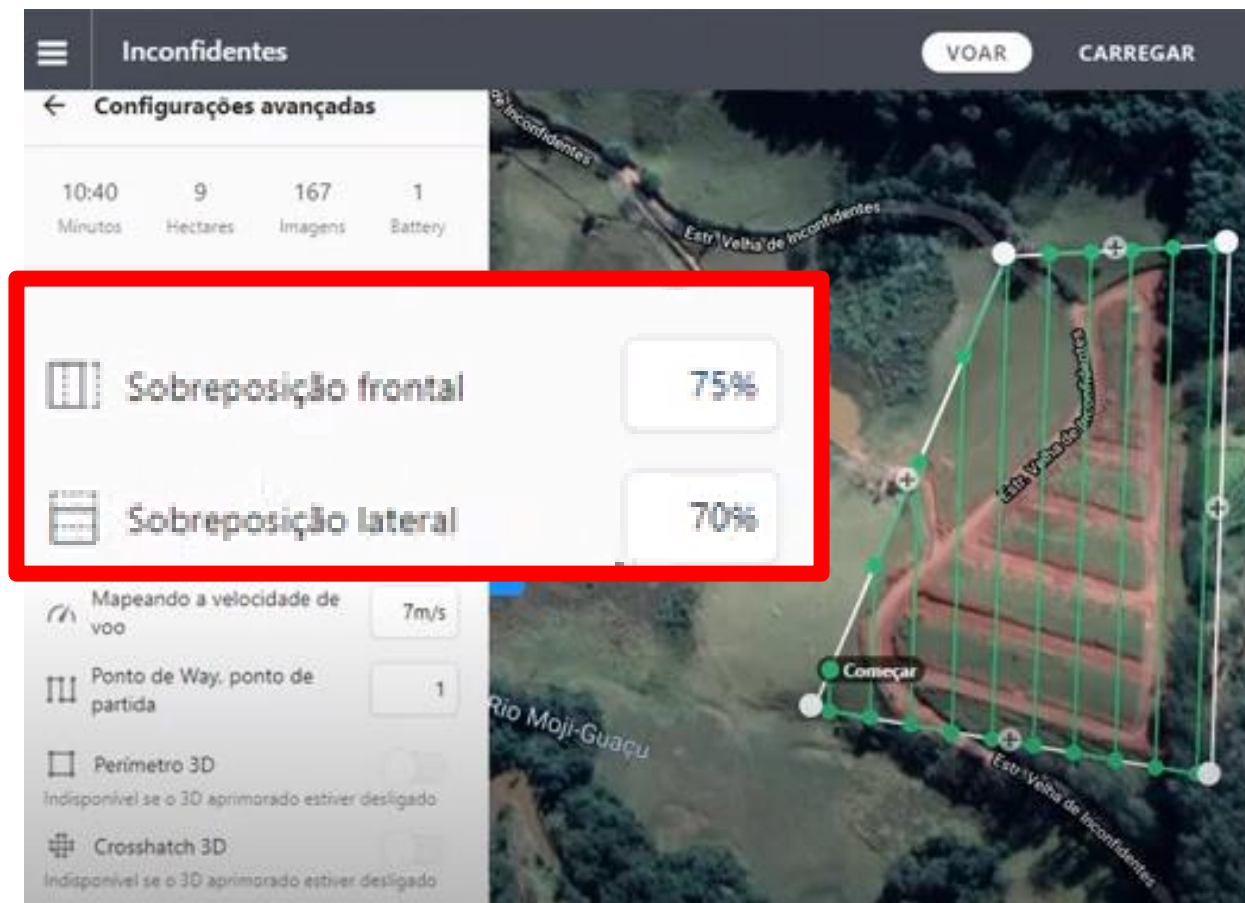 Inconfidentes
VOAR
CARREGAR
Configurações avançadas
10:40
9
167
1
Minutos
Hectares
Imagens
Battery
Sobreposição frontal
75%
Sobreposição lateral
70%
Mapeando a velocidade de
voo
7m/s
Ponto de Way, ponto de
partida
1
Perímetro 3D
Indisponível se o 3D aprimorado estiver desligado
Crosshatch 3D
Indisponível se o 3D aprimorado estiver desligado
de Inconfidentes
Estr. Velha de Inconfidentes
Estr. Velha de Inconfidentes
Começar
Rio Moji-Guaçu
Estr. Velha de Inconfidentes